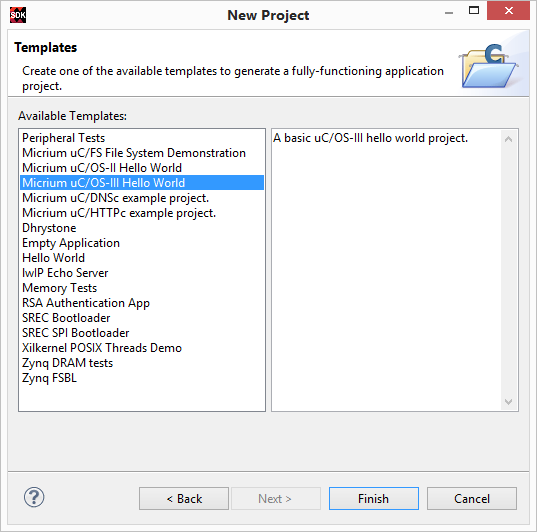 SDK
New Project
Templates
Create one of the available templates to generate a fully-functioning application
project.
C
Available Templates:
Peripheral Tests
Micrium uC/FS File System Demonstration
Micrium uC/OS-II Hello World
Micrium uC/OS-III Hello World
Micrium uC/DNSc example project.
Micrium uC/HTTPc example project.
Dhrystone
Empty Application
Hello World
lwIP Echo Server
Memory Tests
RSA Authentication App
SREC Bootloader
SREC SPI Bootloader
Xilkernel POSIX Threads Demo
Zynq DRAM tests
Zynq FSBL
A basic uC/OS-III hello world project.
?
< Back
Next >
Finish
Cancel